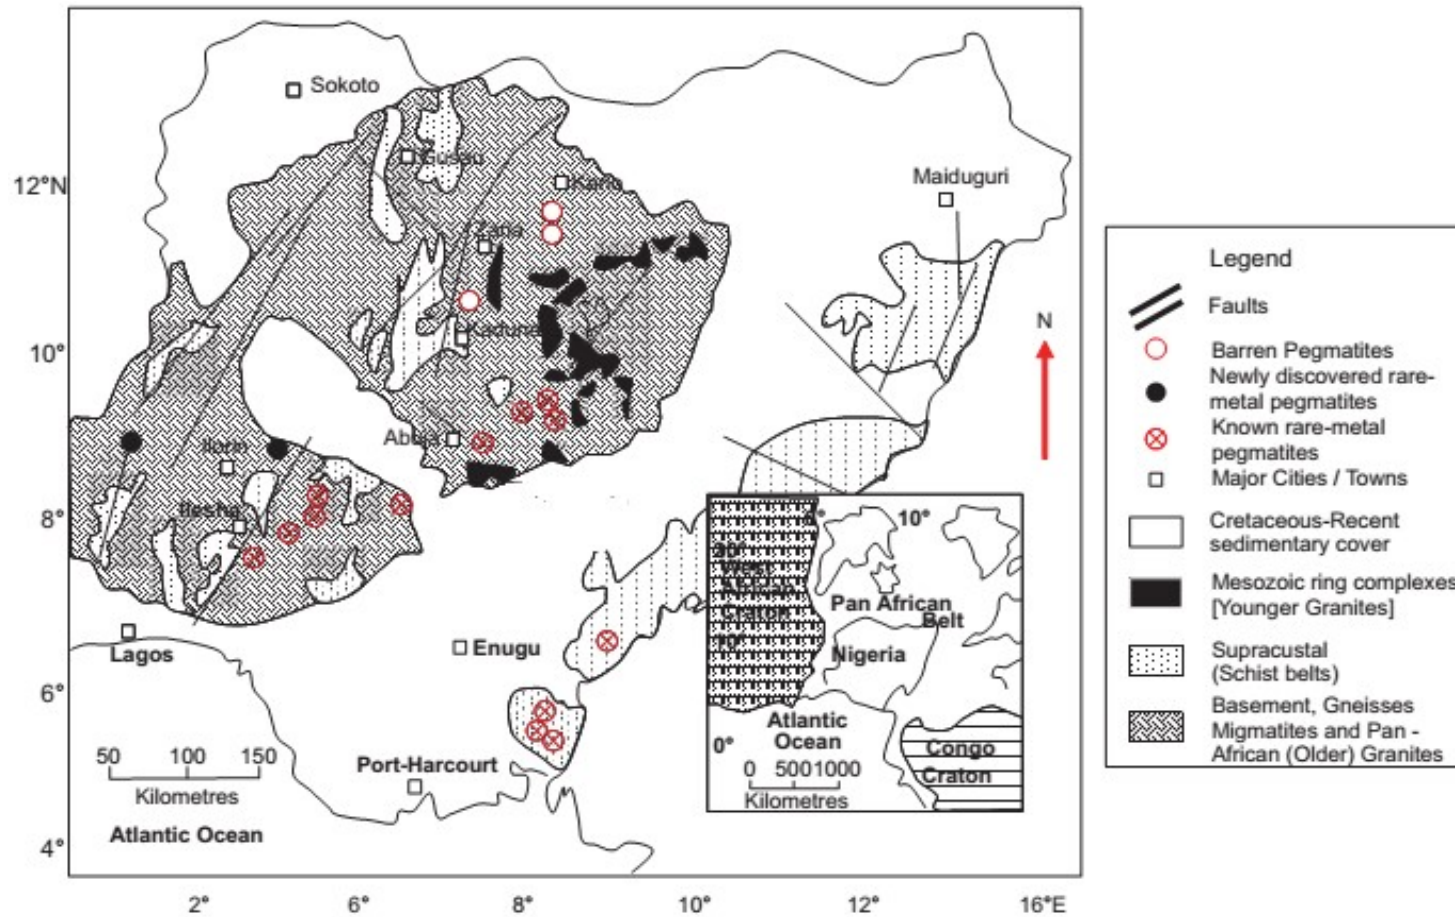 Sokoto
Gusau
Kano
12°N
Maiduguri
Zaria
Kaduna
10°
Abuja
Ilorin
8°
Ilesha
Lagos
Enugu
6°
Port-Harcourt
50 100 150
Kilometres
Atlantic Ocean
4°
2° 6° 8° 10° 12° 16°E
N
10°
West
African
Craton
Pan African
Belt
Nigeria
Atlantic
Ocean
0°
Congo
Craton
0 5001000
Kilometres
Legend
Faults
Barren Pegmatites
Newly discovered rare-
metal pegmatites
Known rare-metal
pegmatites
Major Cities / Towns
Cretaceous-Recent
sedimentary cover
Mesozoic ring complexes
[Younger Granites]
Supracustal
(Schist belts)
Basement, Gneisses
Migmatites and Pan -
African (Older) Granites